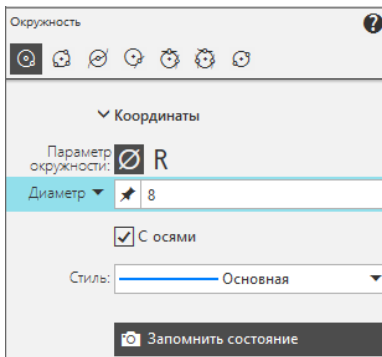 Окружность
Координаты
Параметр
окружности: R
Диаметр 8
С осями
Стиль: Основная
Запомнить состояние